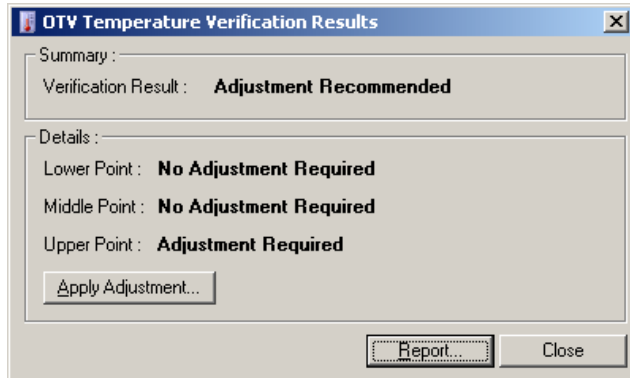 OTV Temperature Verification Results
Summary :
Verification Result : Adjustment Recommended
Details :
Lower Point : No Adjustment Required
Middle Point : No Adjustment Required
Upper Point : Adjustment Required
Apply Adjustment...
Report... Close